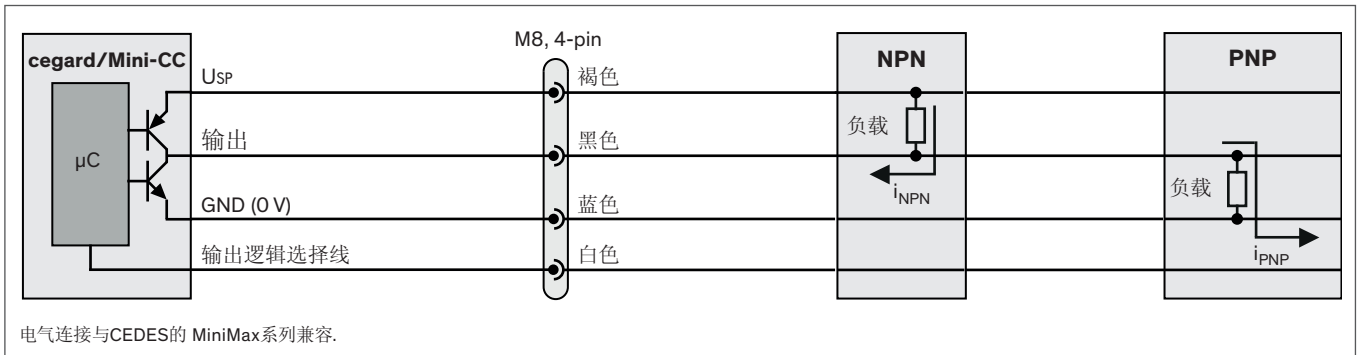 M8, 4-pin
cegard/Mini-CC
NPN
PNP
USP
褐色
输出
黑色
负载
µC
iNPN
负载
GND (0 V)
蓝色
输出逻辑选择线
白色
iPNP
电气连接与CEDES的 MiniMax系列兼容.